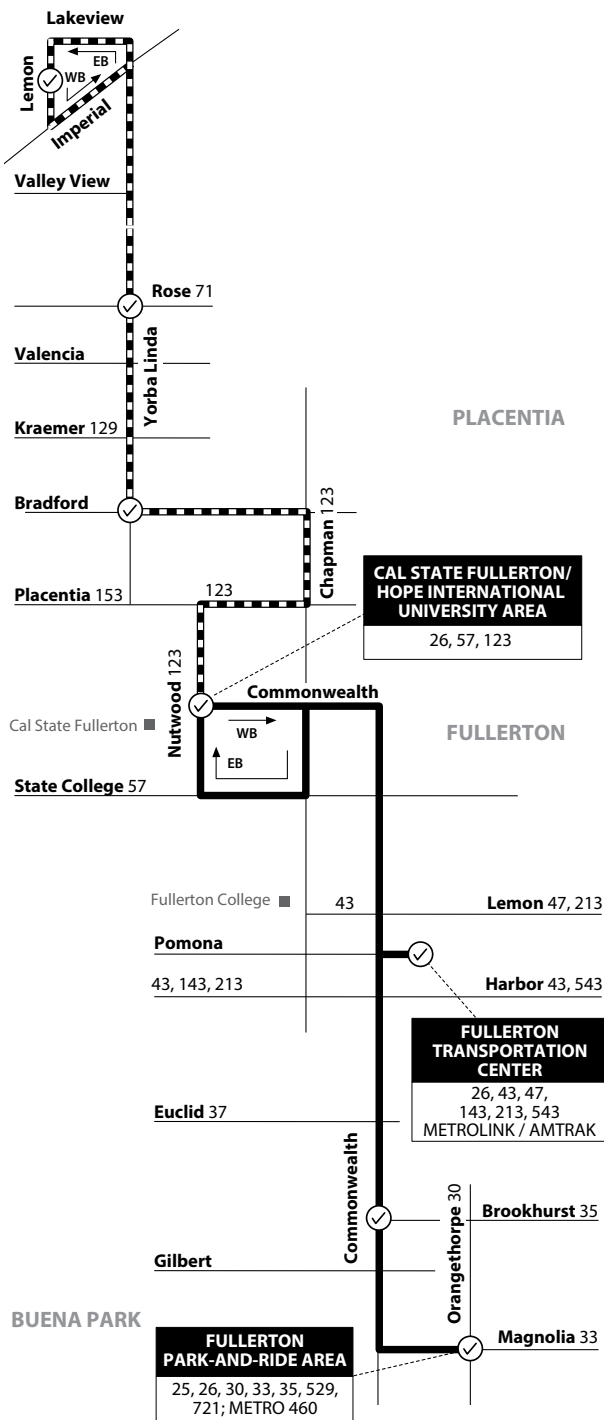 Lakeview
EB
WB
Lemon
Imperial
Valley View
Rose 71
Yorba Linda
Valencia
Kraemer 129
PLACENTIA
Bradford
Chapman 123
CAL STATE FULLERTON/
HOPE INTERNATIONAL
UNIVERSITY AREA
26, 57, 123
Placentia 153
123
Nutwood 123
Commonwealth
Cal State Fullerton
WB
FULLERTON
EB
State College 57
Fullerton College
43
Lemon 47, 213
Pomona
43, 143, 213
Harbor 43, 543
FULLERTON
TRANSPORTATION
CENTER
26, 43, 47,
143, 213, 543
METROLINK / AMTRAK
Euclid 37
Commonwealth
Orangethorpe 30
Brookhurst 35
Gilbert
BUENA PARK
Magnolia 33
FULLERTON
PARK-AND-RIDE AREA
25, 26, 30, 33, 35, 529,
721; METRO 460